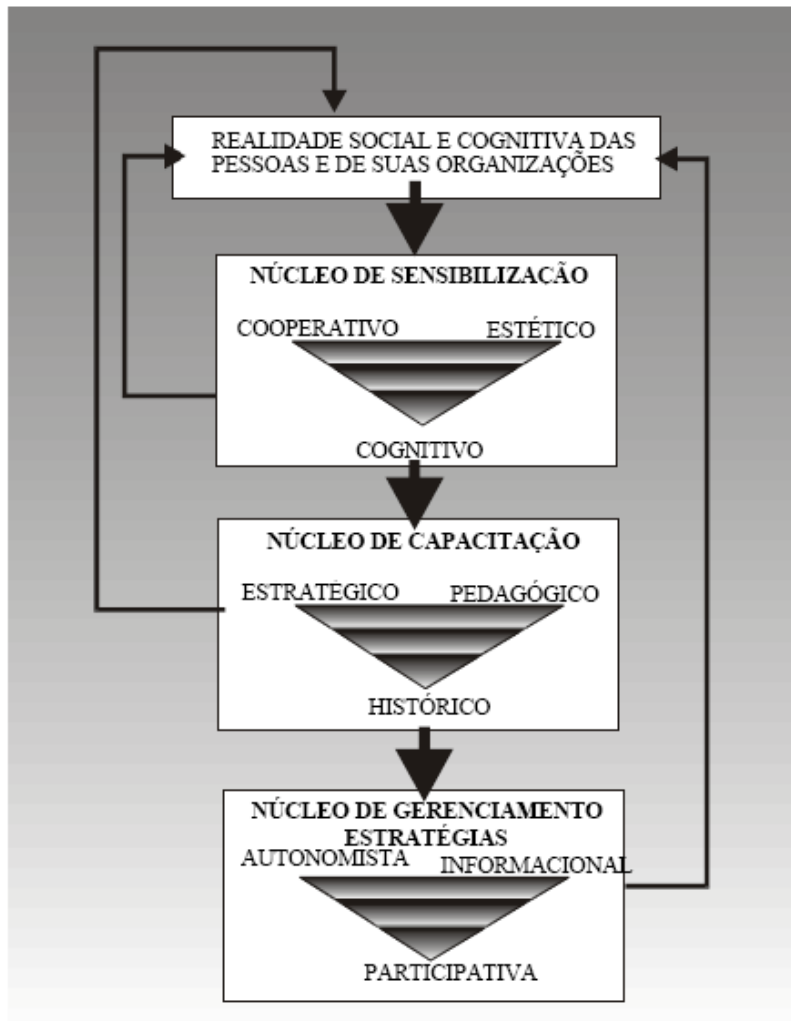 REALIDADE SOCIAL E COGNITIVA DAS
PESSOAS E DE SUAS ORGANIZAÇÕES
NÚCLEO DE SENSIBILIZAÇÃO
COOPERATIVO ESTÉTICO
COGNITIVO
NÚCLEO DE CAPACITAÇÃO
ESTRATÉGICO PEDAGÓGICO
HISTÓRICO
NÚCLEO DE GERENCIAMENTO
ESTRATÉGIAS
AUTONOMISTA INFORMACIONAL
PARTICIPATIVA